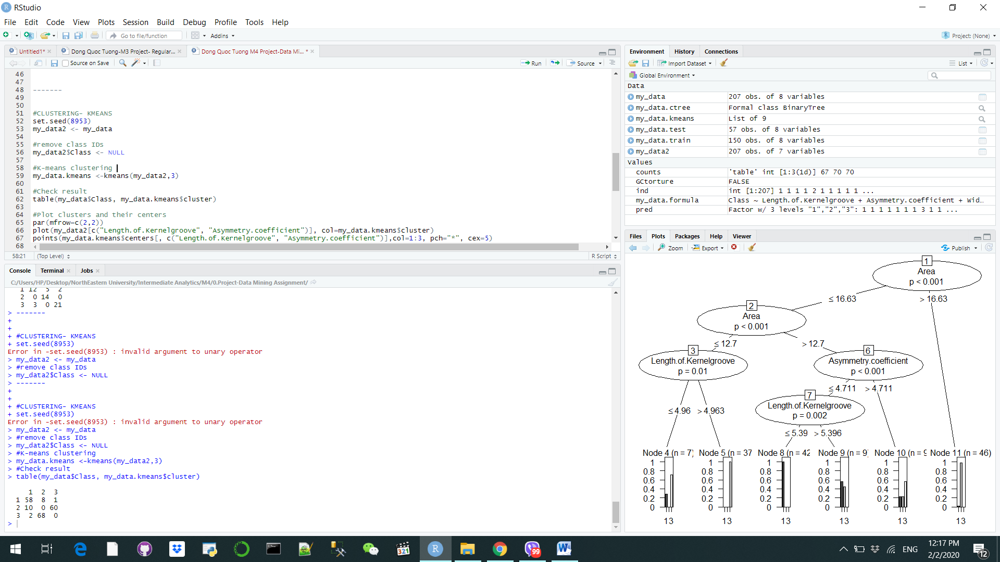 RStudio
File Edit Code View Plots Session Build Debug Profile Tools Help
Go to file/function Addins Project: (None)
Untitled1* Dong Quoc Tuong-M3 Project- Regular... Dong Quoc Tuong M4 Project-Data Mi... *
Source on Save Run Source
46
47
48 -------
49
50
51 #CLUSTERING- KMEANS
52 set.seed(8953)
53 my_data2 <- my_data
54
55 #remove class IDs
56 my_data2$Class <- NULL
57
58 #K-means clustering
59 my_data.kmeans <-kmeans(my_data2,3)
60
61 #Check result
62 table(my_data$Class, my_data.kmeans$cluster)
63
64 #Plot clusters and their centers
65 par(mfrow=c(2,2))
66 plot(my_data2[c("Length.of.Kernelgroove", "Asymmetry.coefficient")], col=my_data.kmeans$cluster)
67 points(my_data.kmeans$centers[, c("Length.of.Kernelgroove", "Asymmetry.coefficient")],col=1:3, pch="*", cex=5)
68
58:21 (Top Level) R Script
Console Terminal Jobs
C:/Users/HP/Desktop/NorthEastern University/Intermediate Analytics/M4/0.Project-Data Mining Assignment/
1 12 5 2
2 0 14 0
3 3 0 21
> -------
+
+
+ #CLUSTERING- KMEANS
+ set.seed(8953)
Error in -set.seed(8953) : invalid argument to unary operator
> my_data2 <- my_data
> #remove class IDs
> my_data2$Class <- NULL
> -------
+
+
+ #CLUSTERING- KMEANS
+ set.seed(8953)
Error in -set.seed(8953) : invalid argument to unary operator
> my_data2 <- my_data
> #remove class IDs
> my_data2$Class <- NULL
> #K-means clustering
> my_data.kmeans <-kmeans(my_data2,3)
> #Check result
> table(my_data$Class, my_data.kmeans$cluster)
1 2 3
1 58 8 1
2 10 0 60
3 2 68 0
>
Environment History Connections
Import Dataset List
Global Environment
Data
my_data 207 obs. of 8 variables
my_data.ctree Formal class BinaryTree
my_data.kmeans List of 9
my_data.test 57 obs. of 8 variables
my_data.train 150 obs. of 8 variables
my_data2 207 obs. of 7 variables
Values
counts 'table' int [1:3(1d)] 67 70 70
GCtorture FALSE
ind int [1:207] 1 1 1 1 2 1 1 1 1 1 ...
my_data.formula Class ~ Length.of.Kernelgroove + Asymmetry.coefficient + Wid...
pred Factor w/ 3 levels "1","2","3": 1 1 1 1 1 1 1 3 1 1 ...
Files Plots Packages Help Viewer
Zoom Export Publish
1
Area
p < 0.001
≤ 16.63 > 16.63
2
Area
p < 0.001
≤ 12.7 > 12.7
3 6
Length.of.Kernelgroove Asymmetry.coefficient
p = 0.01 p < 0.001
≤ 4.711 > 4.711
7
Length.of.Kernelgroove
p = 0.002
≤ 4.96 > 4.963
≤ 5.39 > 5.396
Node 4 (n = 7) Node 5 (n = 37 Node 8 (n = 42 Node 9 (n = 9) Node 10 (n = 9 Node 11 (n = 46)
1 1 1 1 1 1
0.8 0.8 0.8 0.8 0.8 0.8
0.6 0.6 0.6 0.6 0.6 0.6
0.4 0.4 0.4 0.4 0.4 0.4
0.2 0.2 0.2 0.2 0.2 0.2
0 0 0 0 0 0
13 13 13 13 13 13
321 R 99 W ENG 12:17 PM
2/2/2020 12